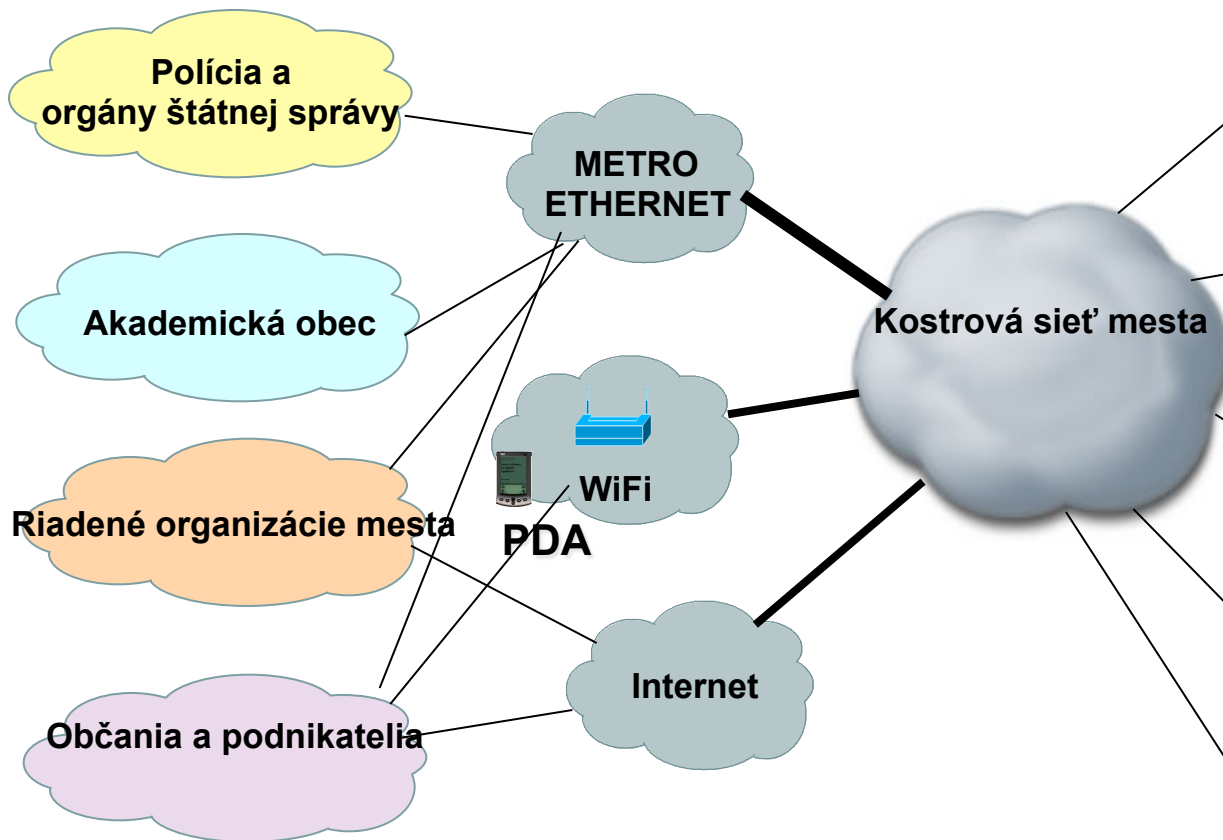 Polícia a
orgány štátnej správy
METRO
ETHERNET
Akademická obec
Kostrová sieť mesta
WiFi
PDA
Riadené organizácie mesta
Internet
Občania a podnikatelia